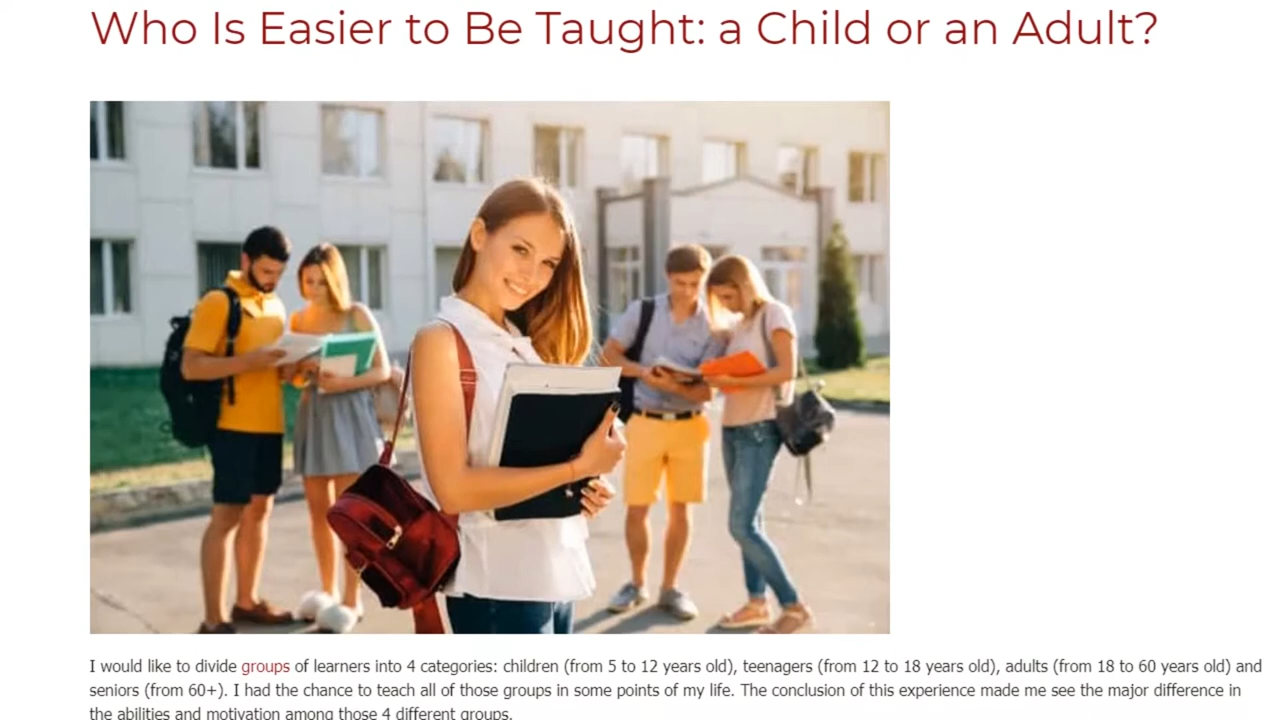 Who Is Easier to Be Taught: a Child or an Adult?
I would like to divide groups of learners into 4 categories: children (from 5 to 12 years old), teenagers (from 12 to 18 years old), adults (from 18 to 60 years old) and
seniors (from 60+). I had the chance to teach all of those groups in some points of my life. The conclusion of this experience made me see the major difference in
the abilities and motivation among those 4 different groups.